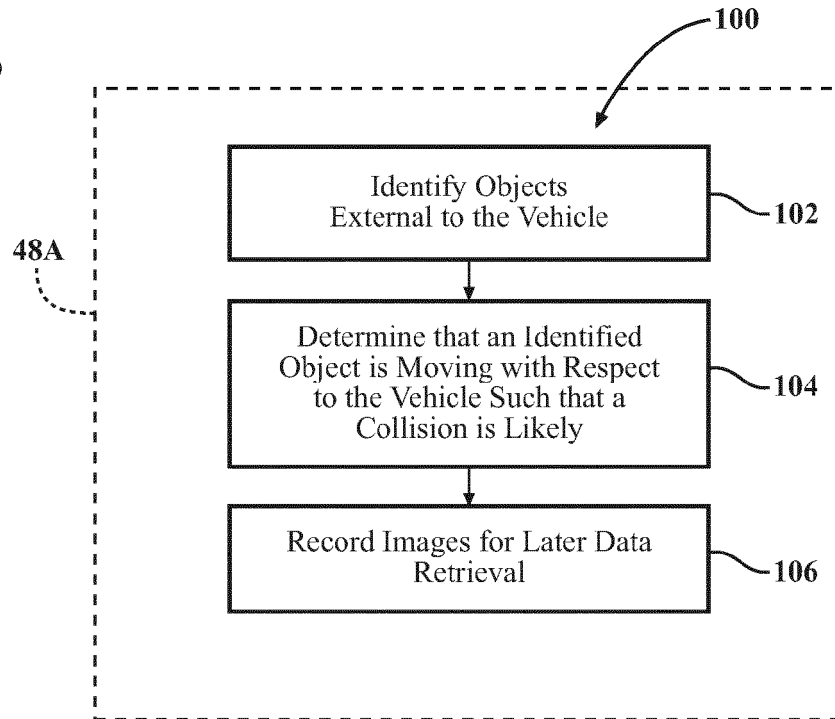 100
Identify Objects
External to the Vehicle
102
48A
Determine that an Identified
Object is Moving with Respect
to the Vehicle Such that a
Collision is Likely
104
Record Images for Later Data
Retrieval
106